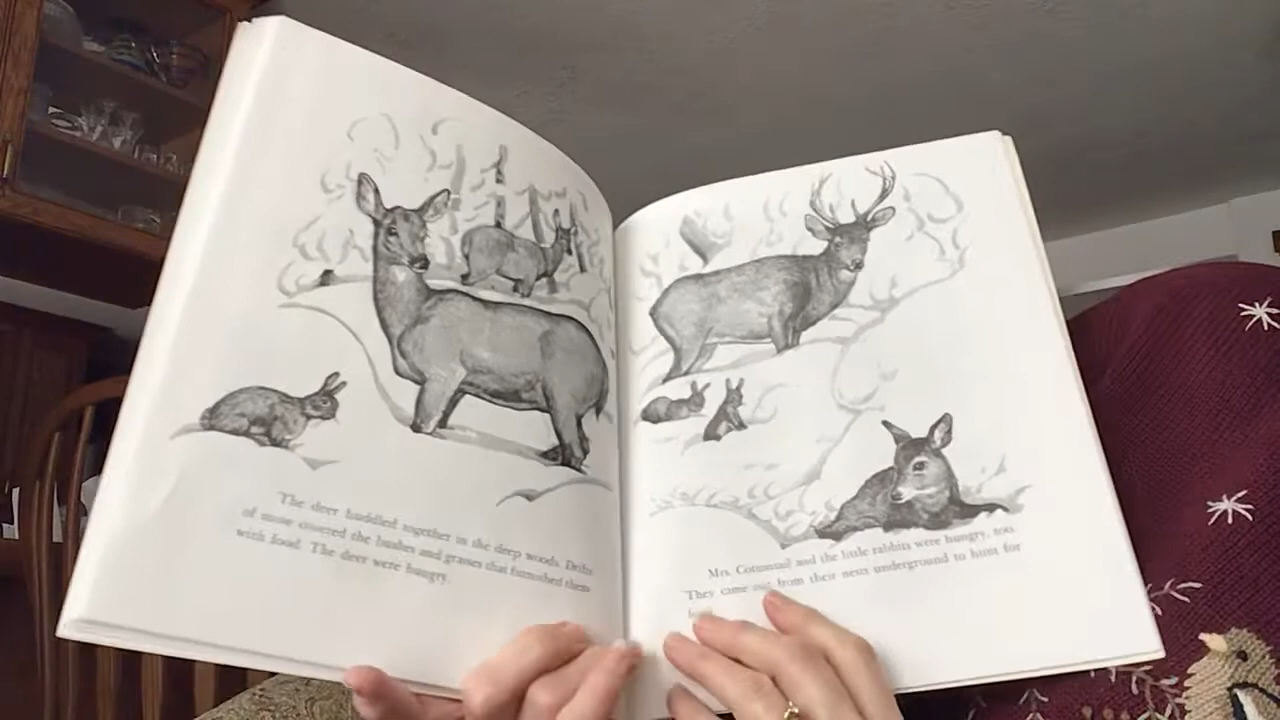 The deer huddled together in the deep woods. Drifts
of snow covered the bushes and grasses that furnished them
with food. The deer were hungry.
Mrs. Cottontail and the little rabbits were hungry, too.
They came out from their nests underground to hunt for